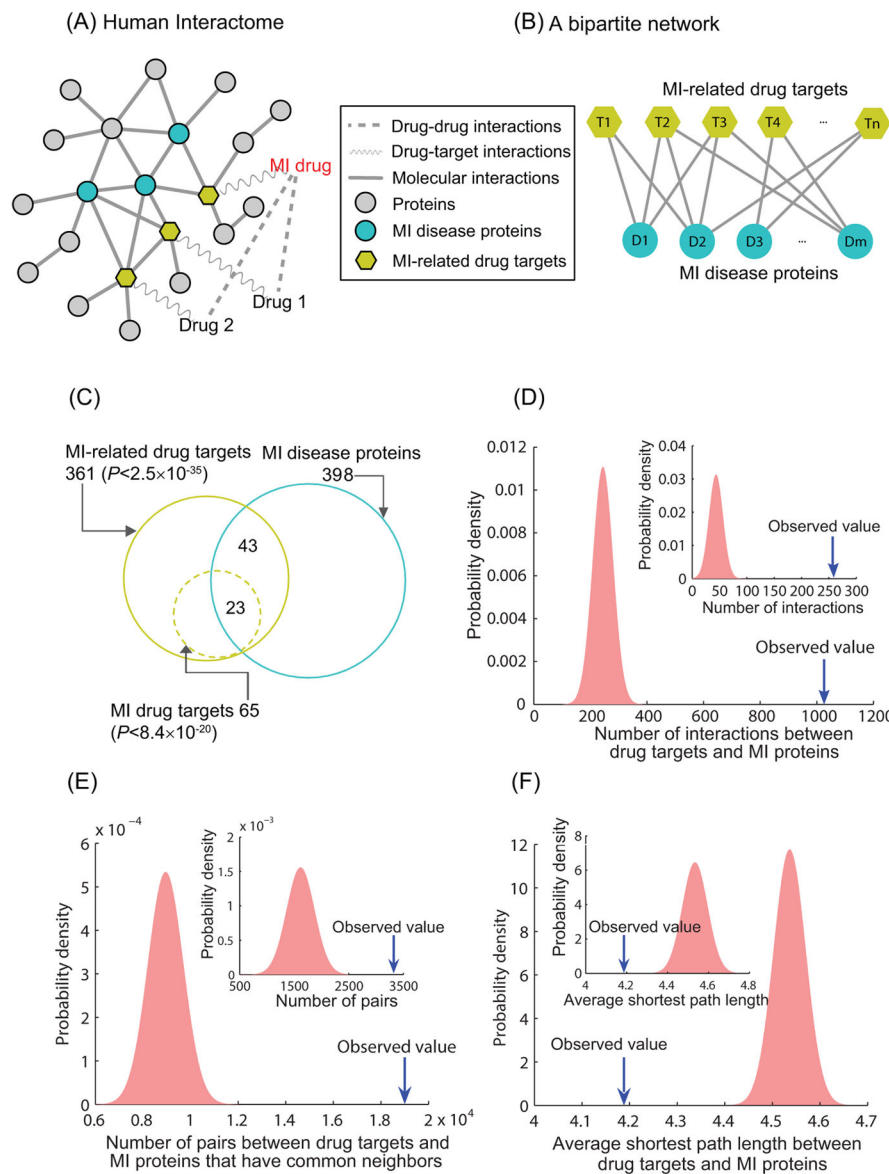 (A) Human Interactome
MI drug
Drug 1
Drug 2
Drug-drug interactions
Drug-target interactions
Molecular interactions
Proteins
MI disease proteins
MI-related drug targets
(B) A bipartite network
MI-related drug targets
T1 T2 T3 T4 ... Tn
D1 D2 D3 ... Dm
MI disease proteins
(C)
MI-related drug targets
361 (P<2.5×10-35)
MI disease proteins
398
43
23
MI drug targets 65
(P<8.4×10-20)
(D)
Probability density
0.012
0.01
0.008
0.006
0.004
0.002
0
0 200 400 600 800 1000 1200
Number of interactions between
drug targets and MI proteins
Observed value
Probability density
0.04
0.03
0.02
0.01
0
0 50 100 150 200 250 300
Number of interactions
Observed value
(E)
x 10-4
Probability density
6
5
4
3
2
1
0
0.6 0.8 1 1.2 1.4 1.6 1.8 2 x 104
Number of pairs between drug targets and
MI proteins that have common neighbors
Observed value
x 10-3
Probability density
2
1.5
1
0.5
0
500 1500 2500 3500
Number of pairs
Observed value
(F)
Probability density
12
10
8
6
4
2
0
4 4.1 4.2 4.3 4.4 4.5 4.6 4.7
Average shortest path length between
drug targets and MI proteins
Observed value
Probability density
8
6
4
2
0
4 4.2 4.4 4.6 4.8
Average shortest path length
Observed value